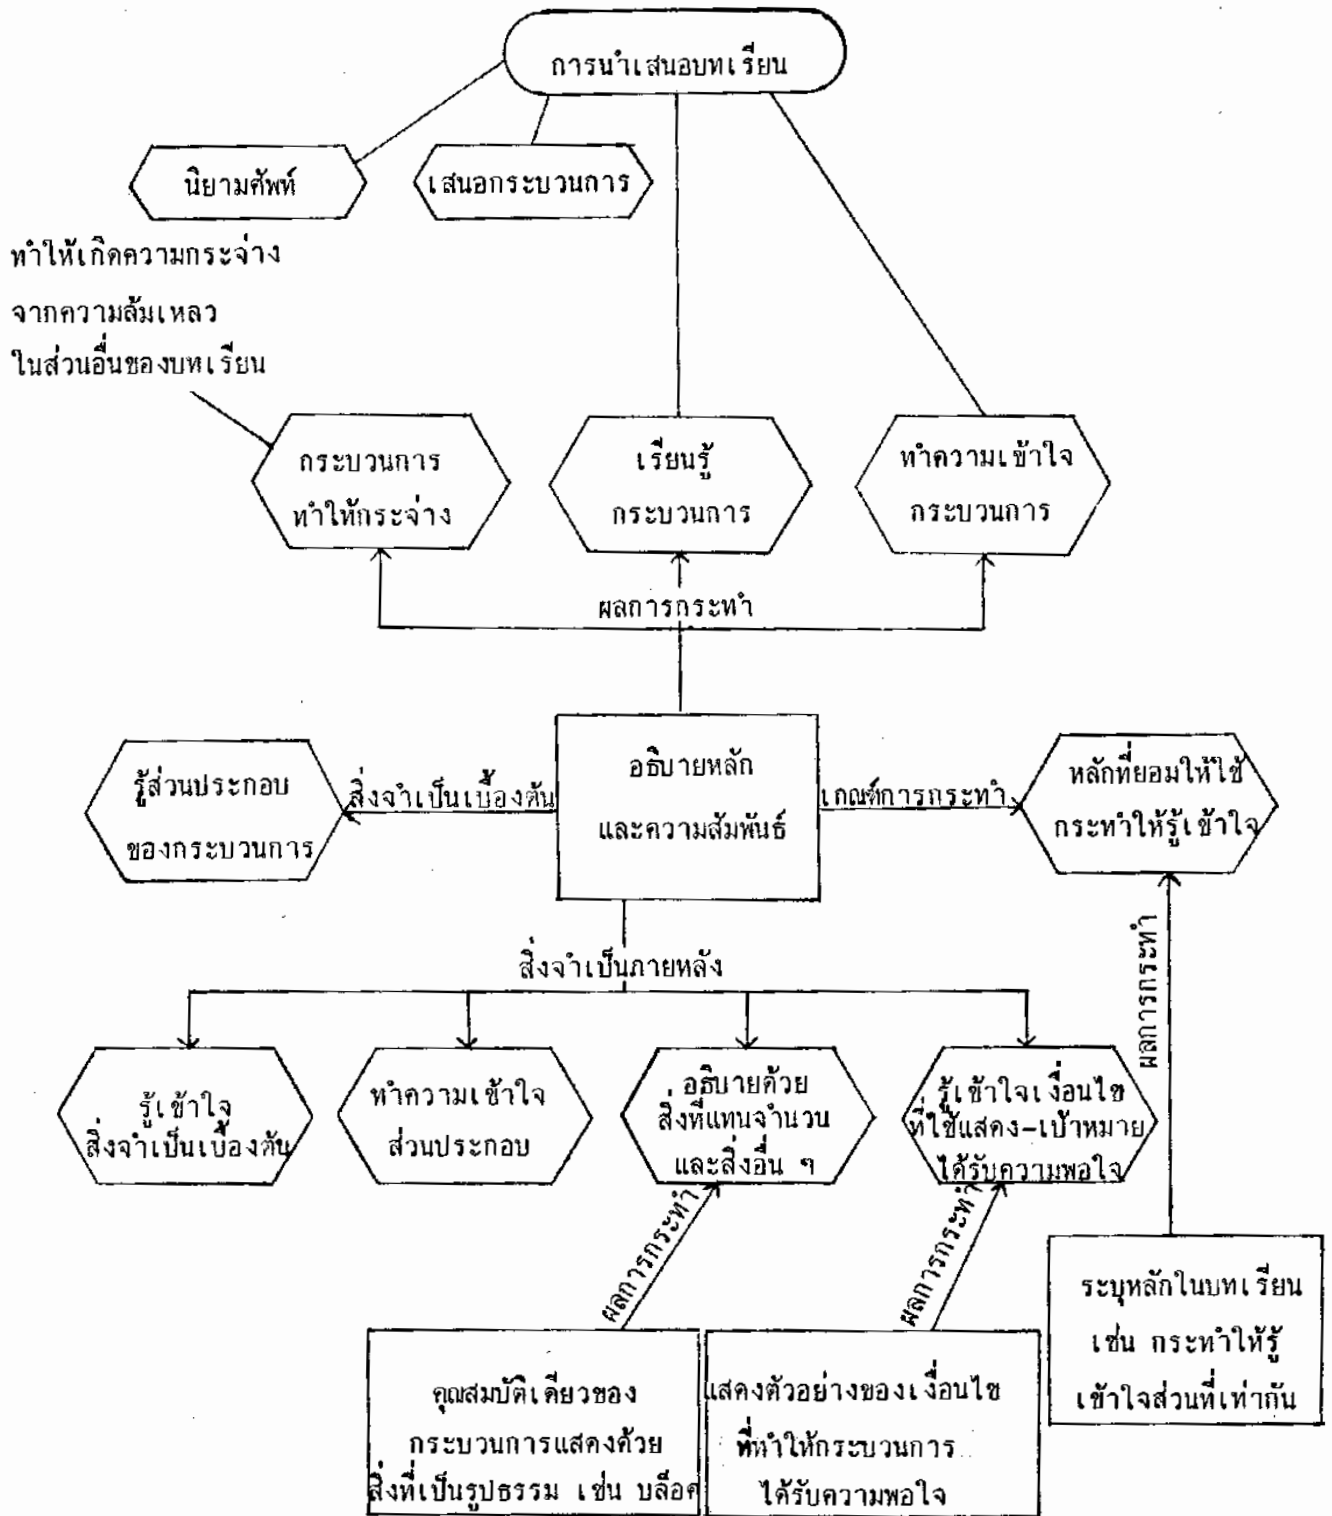 การนำเสนอบทเรียน
นิยามศัพท์
เสนอกระบวนการ
ทำให้เกิดความกระจ่าง
จากความล้มเหลว
ในส่วนอื่นของบทเรียน
กระบวนการ
ทำให้กระจ่าง
เรียนรู้
กระบวนการ
ทำความเข้าใจ
กระบวนการ
ผลการกระทำ
รู้ส่วนประกอบ
ของกระบวนการ
สิ่งจำเป็นเบื้องต้น
อธิบายหลัก
และความสัมพันธ์
เกณฑ์การกระทำ
หลักที่ยอมให้ใช้
กระทำให้รู้เข้าใจ
สิ่งจำเป็นภายหลัง
ผลการกระทำ
รู้เข้าใจ
สิ่งจำเป็นเบื้องต้น
ทำความเข้าใจ
ส่วนประกอบ
อธิบายด้วย
สิ่งที่แทนจำนวน
และสิ่งอื่น ๆ
รู้เข้าใจเงื่อนไข
ที่ใช้แสดง-เป้าหมาย
ได้รับความพอใจ
ผลการกระทำ
ผลการกระทำ
คุณสมบัติเดียวของ
กระบวนการแสดงด้วย
สิ่งที่เป็นรูปธรรม เช่น บล็อค
แสดงตัวอย่างของเงื่อนไข
ที่ทำให้กระบวนการ
ได้รับความพอใจ
ระบุหลักในบทเรียน
เช่น กระทำให้รู้
เข้าใจส่วนที่เท่ากัน